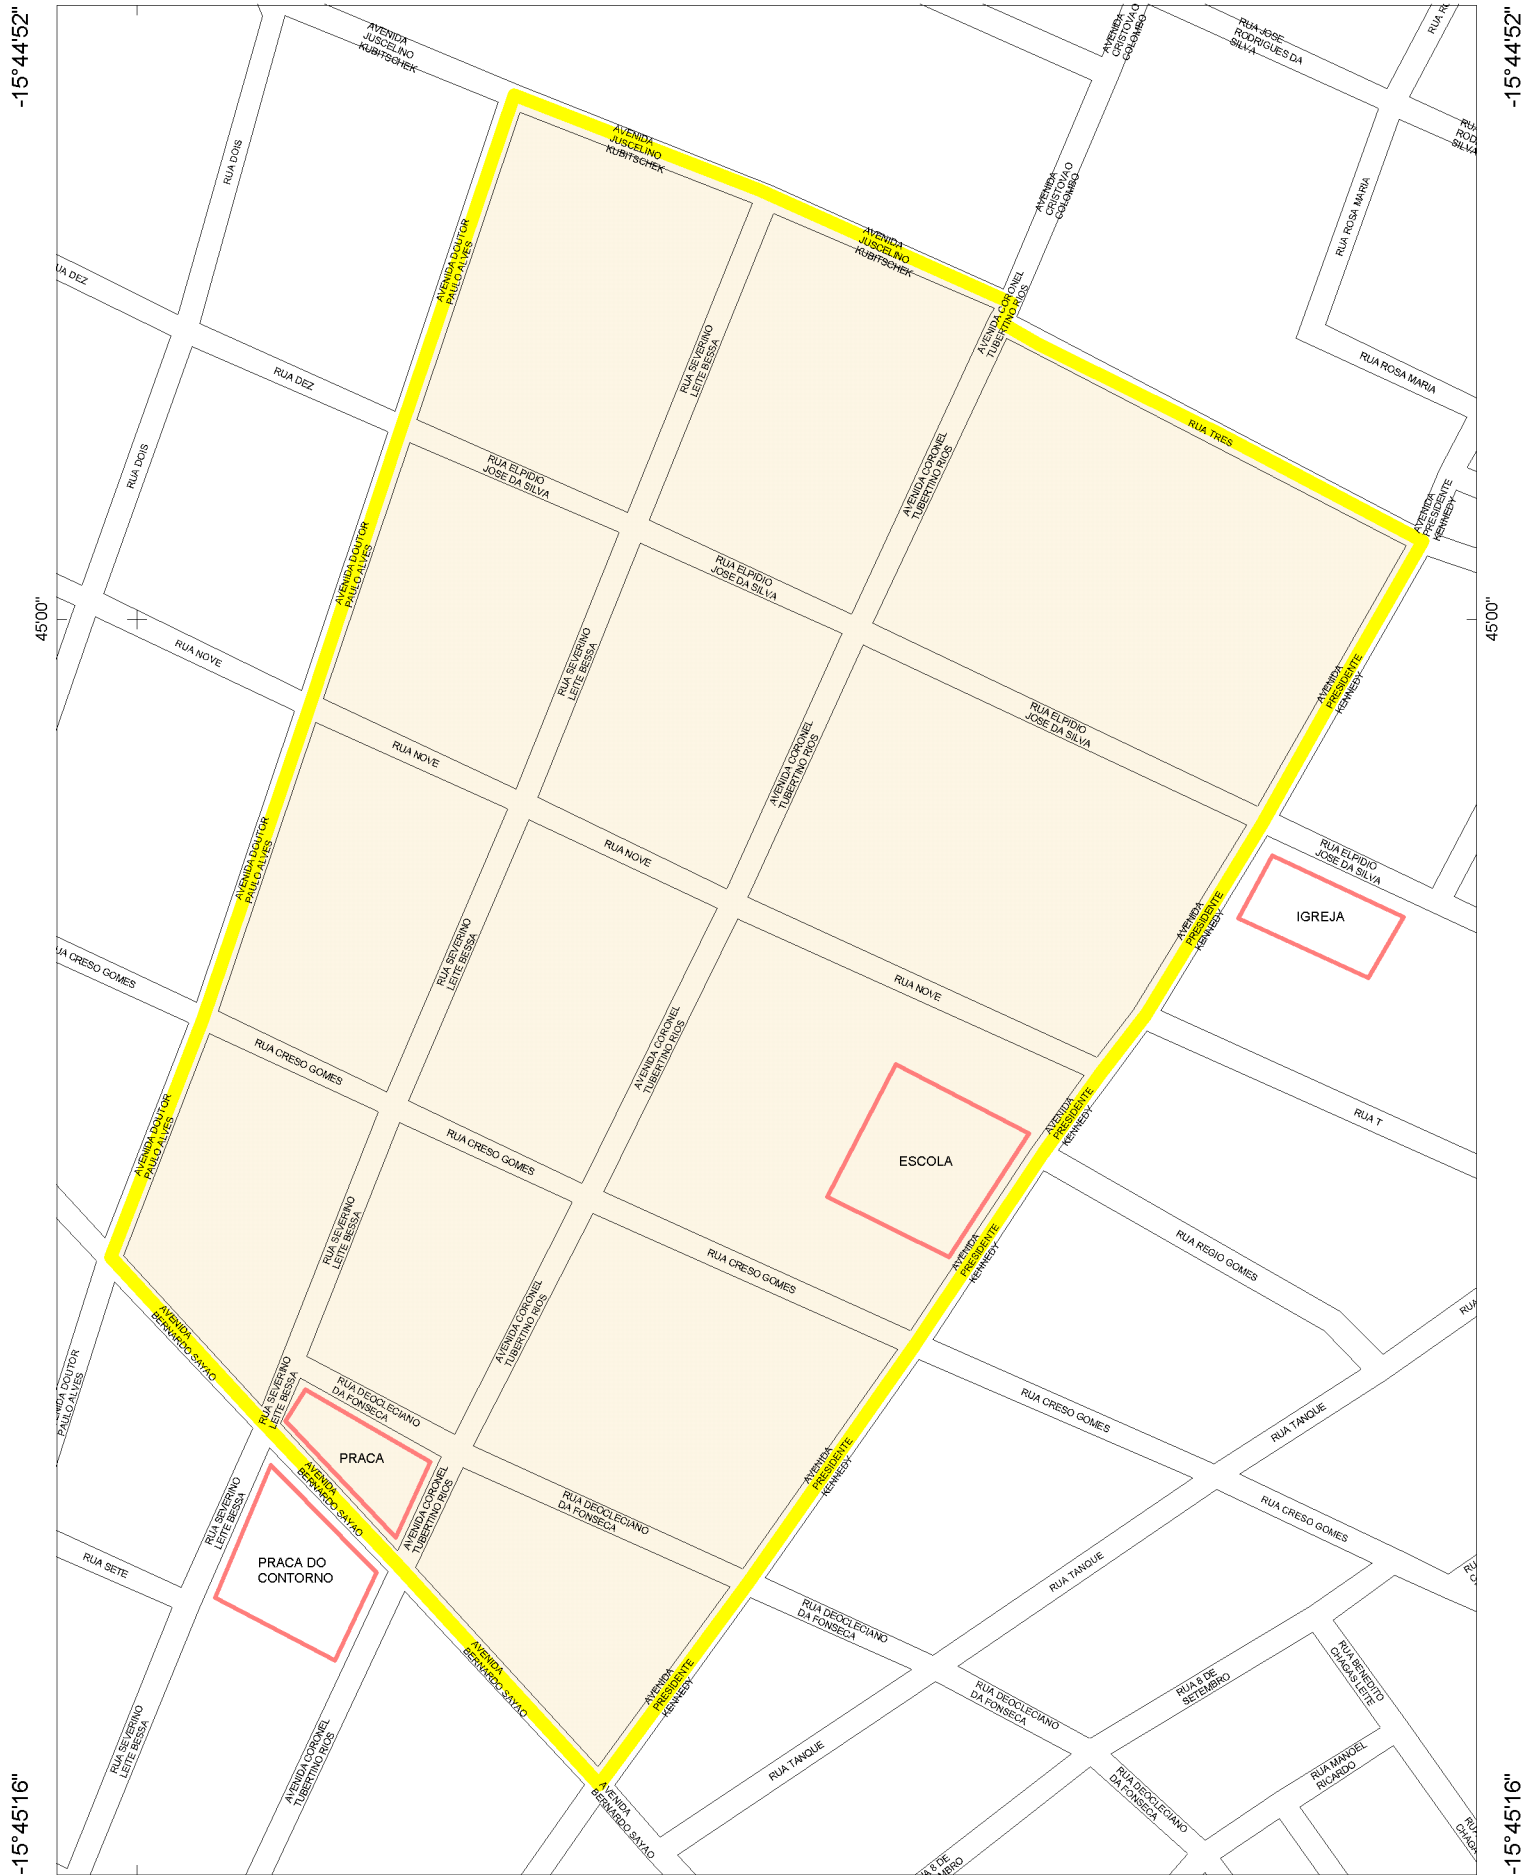 -15°44'52"
-15°44'52"
AVENIDA
JUSCELINO
KUBITSCHEK
AVENIDA
CRISTOVAO
COLOMBO
RUA JOSE
RODRIGUES DA
SILVA
RUA DOIS
AVENIDA
JUSCELINO
KUBITSCHEK
AVENIDA
CRISTOVAO
COLOMBO
RUA ROSA MARIA
AVENIDA DOUTOR
PAULO ALVES
AVENIDA
JUSCELINO
KUBITSCHEK
UA DEZ
AVENIDA CORONEL
TUBERTINO RIOS
RUA SEVERINO
LEITE BESSA
RUA DEZ
RUA ROSA MARIA
RUA TRES
RUA DOIS
RUA ELPIDIO
JOSE DA SILVA
AVENIDA CORONEL
TUBERTINO RIOS
AVENIDA
PRESIDENTE
KENNEDY
AVENIDA DOUTOR
PAULO ALVES
RUA ELPIDIO
JOSE DA SILVA
45'00"
45'00"
RUA NOVE
RUA SEVERINO
LEITE BESSA
AVENIDA
PRESIDENTE
KENNEDY
RUA ELPIDIO
JOSE DA SILVA
RUA NOVE
AVENIDA CORONEL
TUBERTINO RIOS
AVENIDA DOUTOR
PAULO ALVES
RUA NOVE
RUA ELPIDIO
JOSE DA SILVA
IGREJA
AVENIDA
PRESIDENTE
KENNEDY
UA CRESO GOMES
RUA SEVERINO
LEITE BESSA
RUA NOVE
RUA CRESO GOMES
AVENIDA CORONEL
TUBERTINO RIOS
AVENIDA
PRESIDENTE
KENNEDY
RUA T
AVENIDA DOUTOR
PAULO ALVES
RUA CRESO GOMES
ESCOLA
RUA SEVERINO
LEITE BESSA
AVENIDA
PRESIDENTE
KENNEDY
RUA REGIO GOMES
RUA CRESO GOMES
AVENIDA CORONEL
TUBERTINO RIOS
RUA
AVENIDA
BERNARDO SAYAO
ENIDA DOUTOR
PAULO ALVES
RUA SEVERINO
LEITE BESSA
RUA DEOCLECIANO
DA FONSECA
RUA CRESO GOMES
RUA TANQUE
PRACA
AVENIDA
BERNARDO SAYAO
AVENIDA
PRESIDENTE
KENNEDY
RUA SEVERINO
LEITE BESSA
AVENIDA CORONEL
TUBERTINO RIOS
RUA DEOCLECIANO
DA FONSECA
RUA CRESO GOMES
RUA SETE
PRACA DO
CONTORNO
RUA TANQUE
RUA DEOCLECIANO
DA FONSECA
AVENIDA
BERNARDO SAYAO
AVENIDA
PRESIDENTE
KENNEDY
RUA 8 DE
SETEMBRO
RUA BENEDITO
CHAGAS LEITE
RUA DEOCLECIANO
DA FONSECA
RUA SEVERINO
LEITE BESSA
AVENIDA CORONEL
TUBERTINO RIOS
RUA TANQUE
RUA MANOEL
RICARDO
AVENIDA
BERNARDO SAYAO
RUA DEOCLECIANO
DA FONSECA
-15°45'16"
-15°45'16"